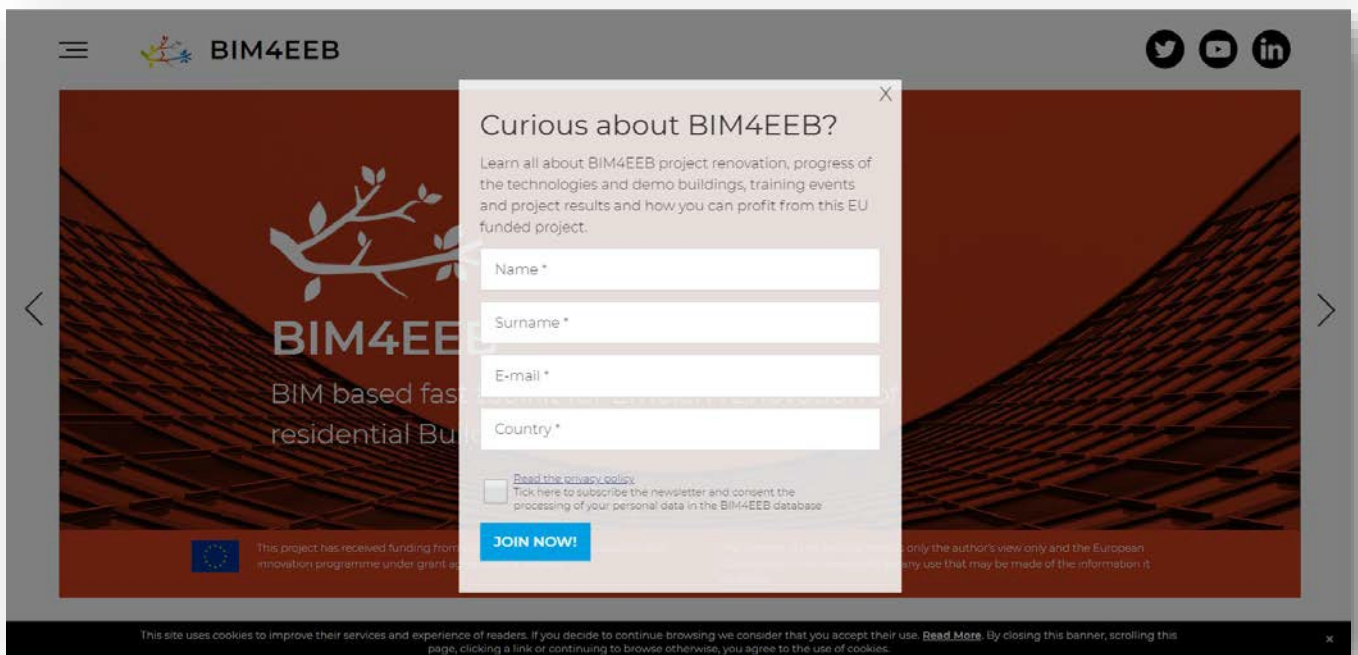 BIM4EEB
X
Curious about BIM4EEB?
Learn all about BIM4EEB project renovation, progress of
the technologies and demo buildings, training events
and project results and how you can profit from this EU
funded project.
Name *
Surname *
E-mail *
Country *
Read the privacy policy
Tick here to subscribe the newsletter and consent the
processing of your personal data in the BIM4EEB database
JOIN NOW!
BIM4EEB
BIM based fast toolkit for Efficient rEnovation of
residential Buil
This project has received funding from
innovation programme under grant
only the author's view only and the European
any use that may be made of the information it
This site uses cookies to improve their services and experience of readers. If you decide to continue browsing we consider that you accept their use. Read More. By closing this banner, scrolling this
page, clicking a link or continuing to browse otherwise, you agree to the use of cookies.
×